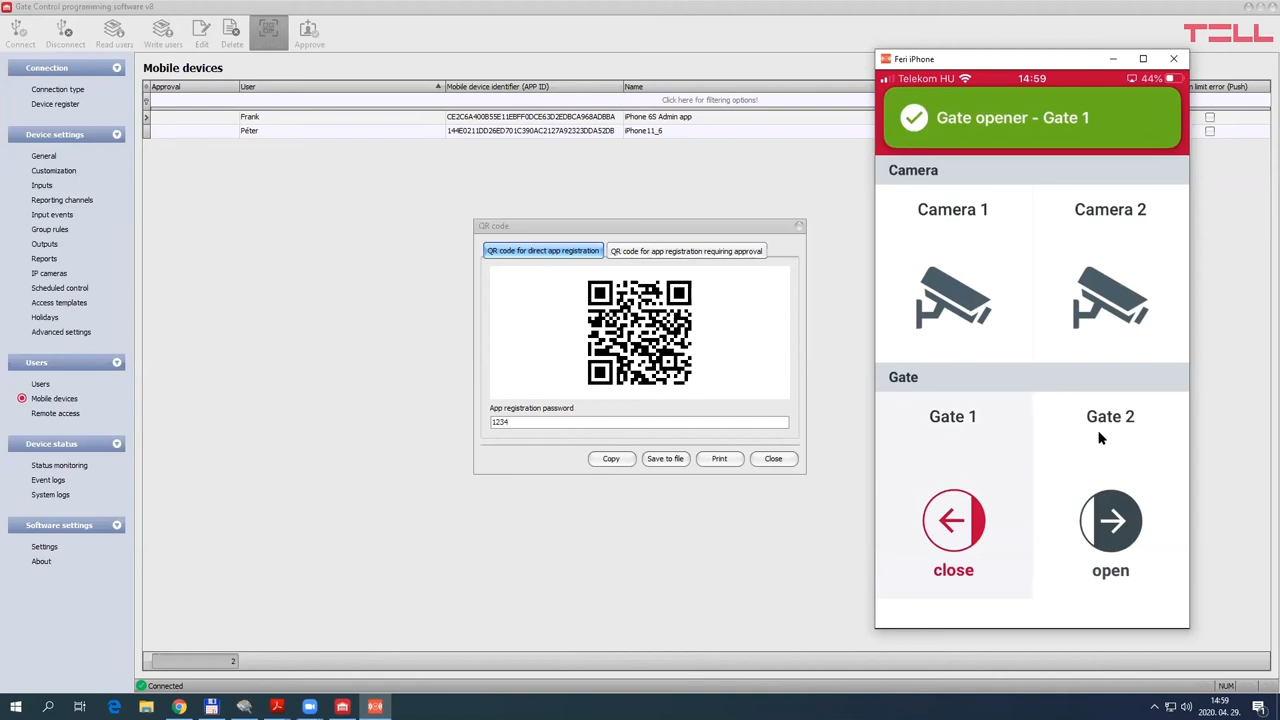 Gate Control programming software v8
Connect
Disconnect
Read users
Write users
Edit
Delete
Approve
TELL
Connection
Connection type
Device register
Device settings
General
Customization
Inputs
Reporting channels
Input events
Group rules
Outputs
Reports
IP cameras
Scheduled control
Access templates
Holidays
Advanced settings
Users
Users
Mobile devices
Remote access
Device status
Status monitoring
Event logs
System logs
Software settings
Settings
About
Mobile devices
Approval
User
Mobile device identifier (APP ID)
Name
n limit error (Push)
Click here for filtering options!
Frank
CE2C6A400B55E11EBFF0DCE63D2EDBCA968ADBBA
iPhone 6S Admin app
Péter
144E0211DD26ED701C390AC2127A92323DDA52DB
iPhone11_6
QR code
QR code for direct app registration
QR code for app registration requiring approval
App registration password
1234
Copy
Save to file
Print
Close
Feri iPhone
Telekom HU
14:59
44%
Gate opener - Gate 1
Camera
Camera 1
Camera 2
Gate
Gate 1
Gate 2
close
open
2
Connected
NUM
14:59
2020. 04. 29.